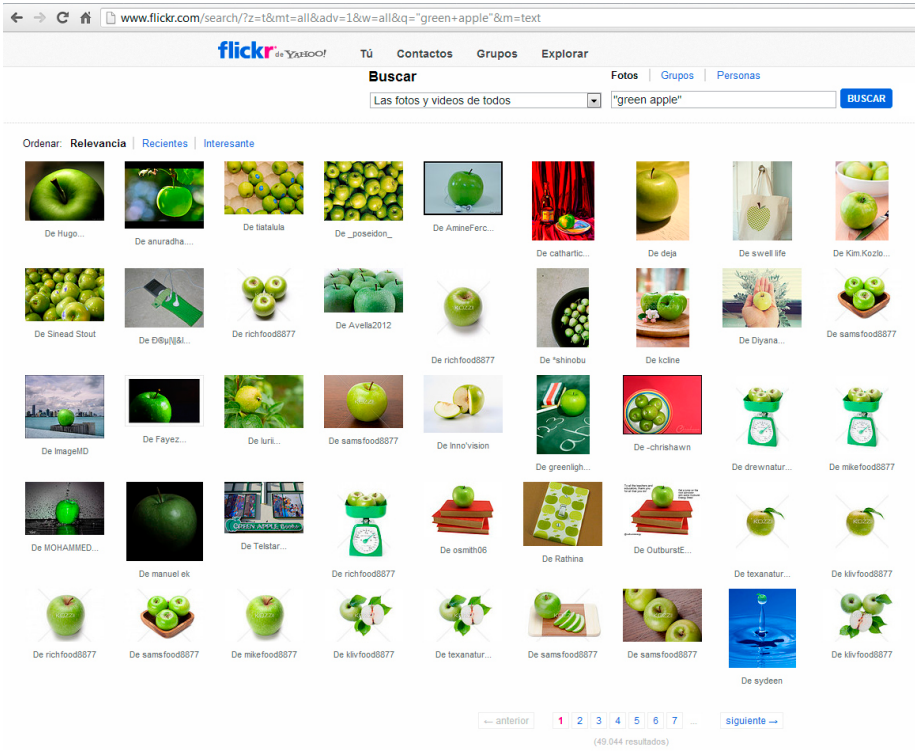 www.flickr.com/search/?z=t&mt=all&adv=1&w=all&q="green+apple"&m=text
flickr de YAHOO!
Tú Contactos Grupos Explorar
Buscar
Fotos Grupos Personas
Las fotos y videos de todos
"green apple"
BUSCAR
Ordenar: Relevancia Recientes Interesante
De Hugo...
De anuradha....
De tiatalula
De _poseidon_
De AmineFerc...
De cathartic...
De deja
De swell life
De Kim.Kozlo...
De Sinead Stout
De richfood8877
De Avella2012
De richfood8877
De *shinobu
De kcline
De Diyana...
De samsfood8877
De ImageMD
De Fayez...
De Iurii...
De samsfood8877
De Inno'vision
De greenligh...
De -chrishawn
De drewnatur...
De mikefood8877
De MOHAMMED...
De manuel ek
GREEN APPLE
De Telstar...
De richfood8877
De osmith06
De Rathina
De OutburstE...
De texanatur...
De klivfood8877
De richfood8877
De samsfood8877
De mikefood8877
De klivfood8877
De texanatur...
De samsfood8877
De samsfood8877
De sydeen
De klivfood8877
← anterior 1 2 3 4 5 6 7 ... siguiente →
(49.044 resultados)